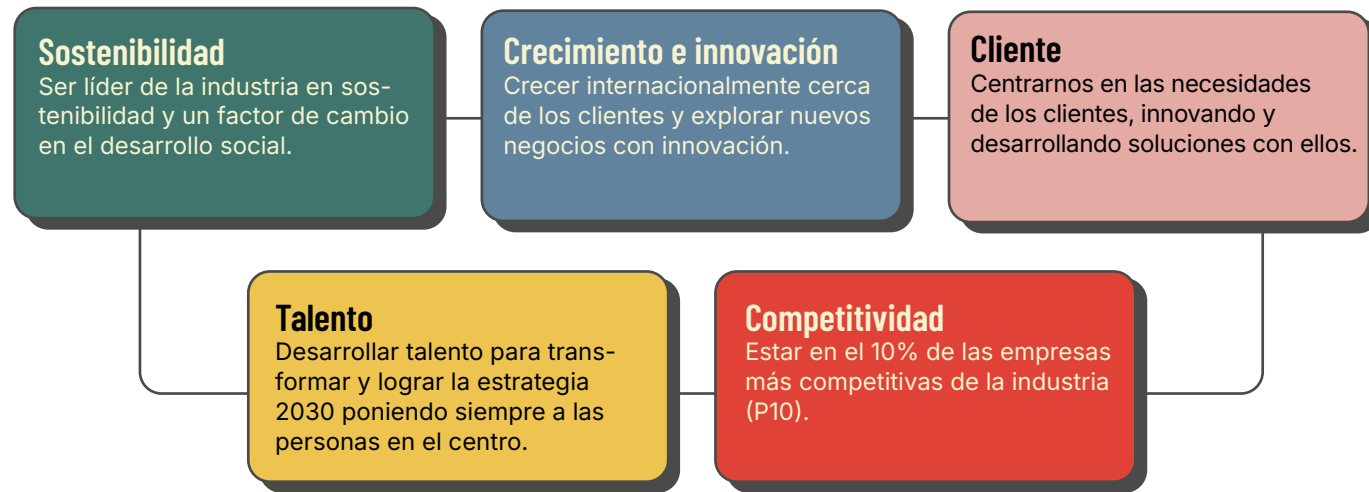 Sostenibilidad
Ser líder de la industria en sos-
tenibilidad y un factor de cambio
en el desarrollo social.
Crecimiento e innovación
Crecer internacionalmente cerca
de los clientes y explorar nuevos
negocios con innovación.
Cliente
Centrarnos en las necesidades
de los clientes, innovando y
desarrollando soluciones con ellos.
Talento
Desarrollar talento para trans-
formar y lograr la estrategia
2030 poniendo siempre a las
personas en el centro.
Competitividad
Estar en el 10% de las empresas
más competitivas de la industria
(P10).